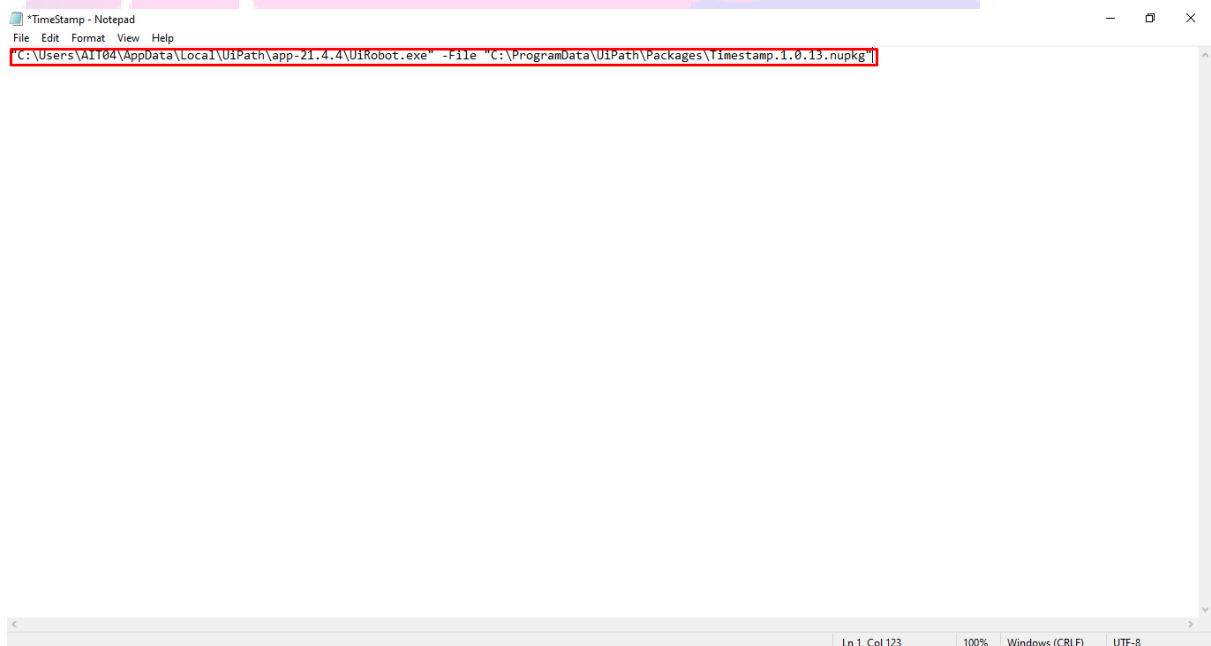 *TimeStamp - Notepad
File Edit Format View Help
"C:\Users\AIT04\AppData\Local\UiPath\app-21.4.4\UiRobot.exe" -File "C:\ProgramData\UiPath\Packages\Timestamp.1.0.13.nupkg"
Ln 1, Col 123 100% Windows (CRLF) UTF-8